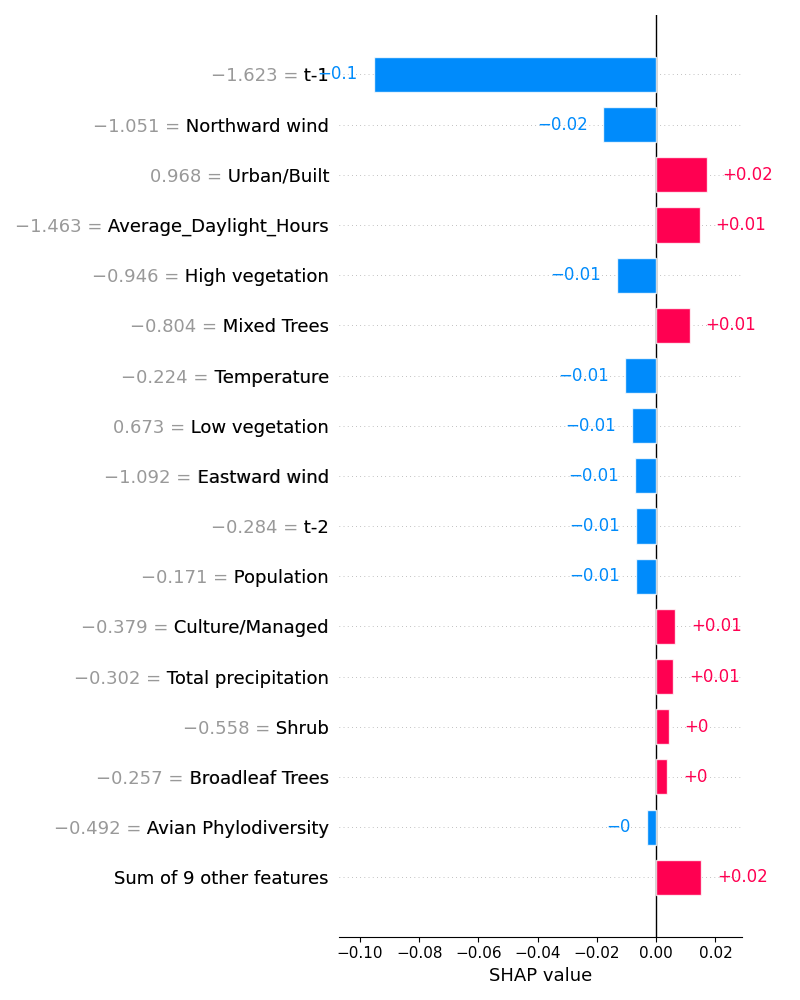 −1.623 = t-1 −0.1
−1.051 = Northward wind −0.02
0.968 = Urban/Built +0.02
−1.463 = Average_Daylight_Hours +0.01
−0.946 = High vegetation −0.01
−0.804 = Mixed Trees +0.01
−0.224 = Temperature −0.01
0.673 = Low vegetation −0.01
−1.092 = Eastward wind −0.01
−0.284 = t-2 −0.01
−0.171 = Population −0.01
−0.379 = Culture/Managed +0.01
−0.302 = Total precipitation +0.01
−0.558 = Shrub +0
−0.257 = Broadleaf Trees +0
−0.492 = Avian Phylodiversity −0
Sum of 9 other features +0.02
−0.10 −0.08 −0.06 −0.04 −0.02 0.00 0.02
SHAP value